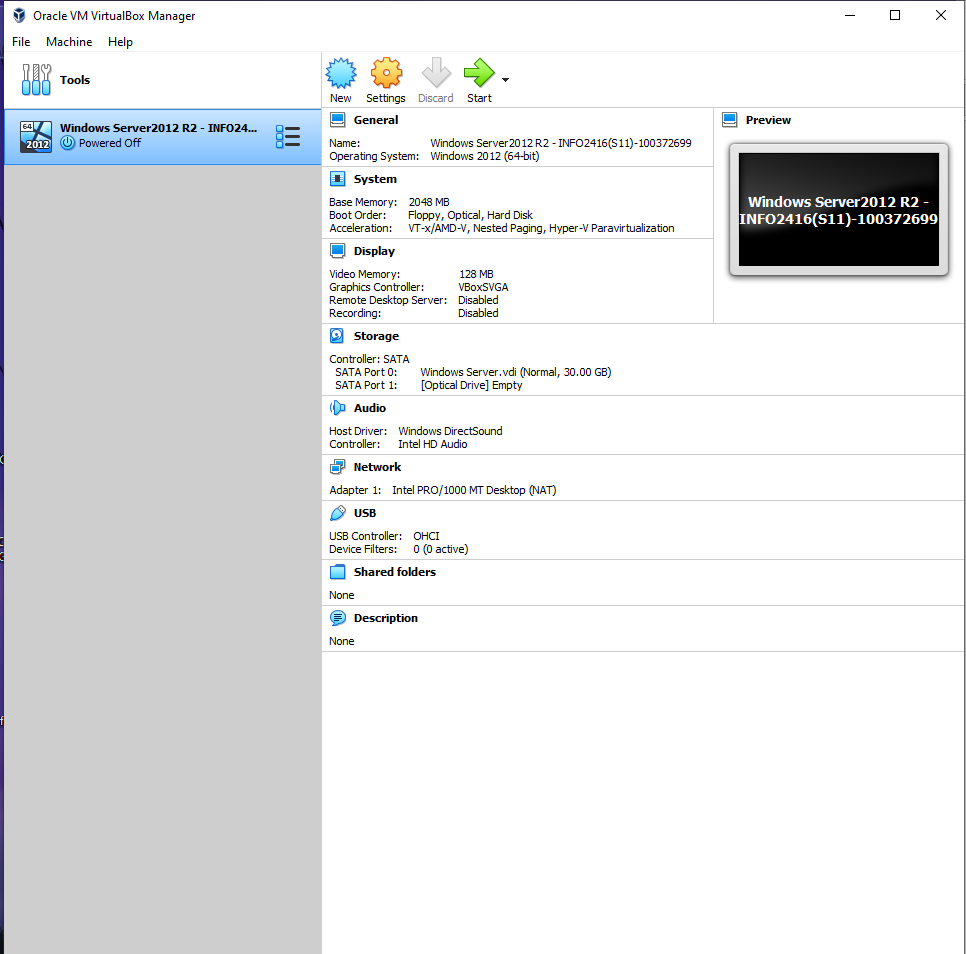 Oracle VM VirtualBox Manager
File Machine Help
Tools
New Settings Discard Start
64
2012
Windows Server2012 R2 - INFO24...
Powered Off
General
Name: Windows Server2012 R2 - INFO2416(S11)-100372699
Operating System: Windows 2012 (64-bit)
Preview
Windows Server2012 R2 -
INFO2416(S11)-100372699
System
Base Memory: 2048 MB
Boot Order: Floppy, Optical, Hard Disk
Acceleration: VT-x/AMD-V, Nested Paging, Hyper-V Paravirtualization
Display
Video Memory: 128 MB
Graphics Controller: VBoxSVGA
Remote Desktop Server: Disabled
Recording: Disabled
Storage
Controller: SATA
SATA Port 0: Windows Server.vdi (Normal, 30.00 GB)
SATA Port 1: [Optical Drive] Empty
Audio
Host Driver: Windows DirectSound
Controller: Intel HD Audio
Network
Adapter 1: Intel PRO/1000 MT Desktop (NAT)
USB
USB Controller: OHCI
Device Filters: 0 (0 active)
Shared folders
None
Description
None